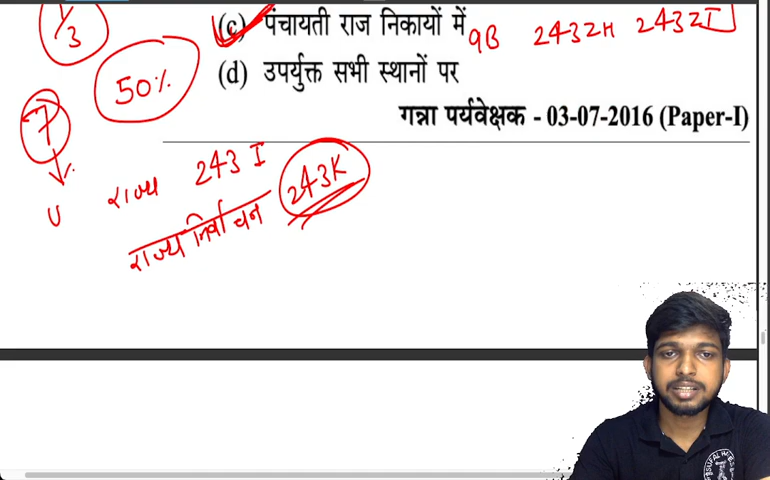 1/3 (c) पंचायती राज निकायों में 9B 243ZH 243ZI
50% (d) उपर्युक्त सभी स्थानों पर
7 गन्ना पर्यवेक्षक - 03-07-2016 (Paper-I)
U राज्य 243 I
राज्य निर्वाचन 243K